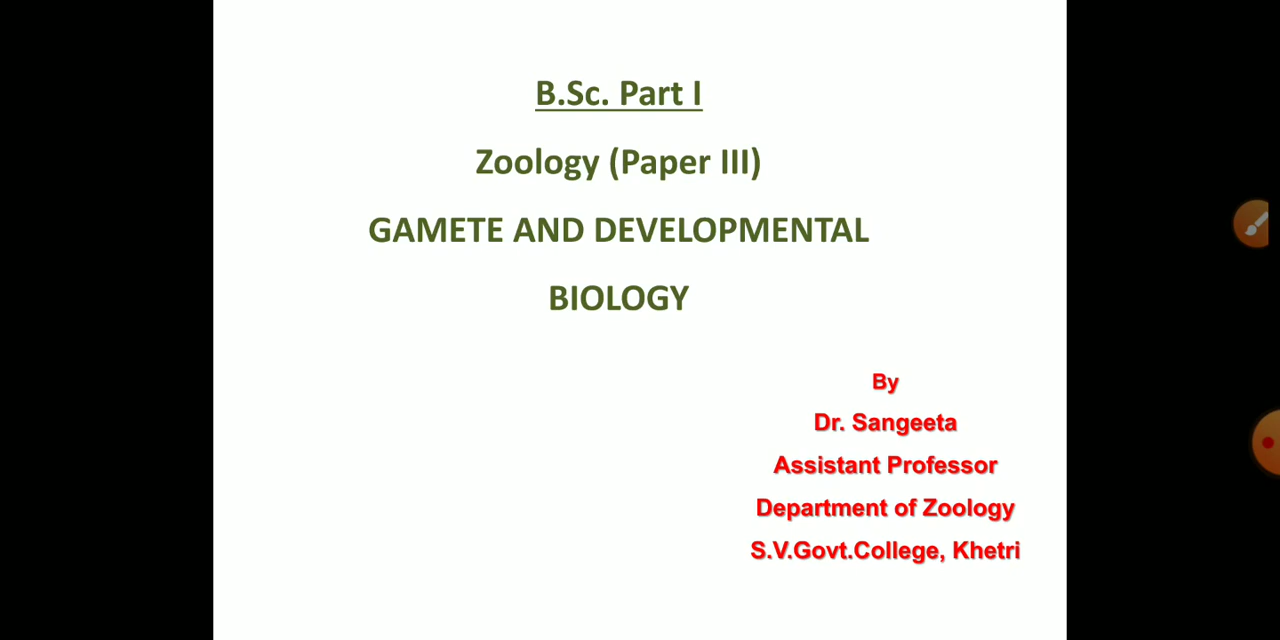 B.Sc. Part I
Zoology (Paper III)
GAMETE AND DEVELOPMENTAL
BIOLOGY
By
Dr. Sangeeta
Assistant Professor
Department of Zoology
S.V.Govt.College, Khetri